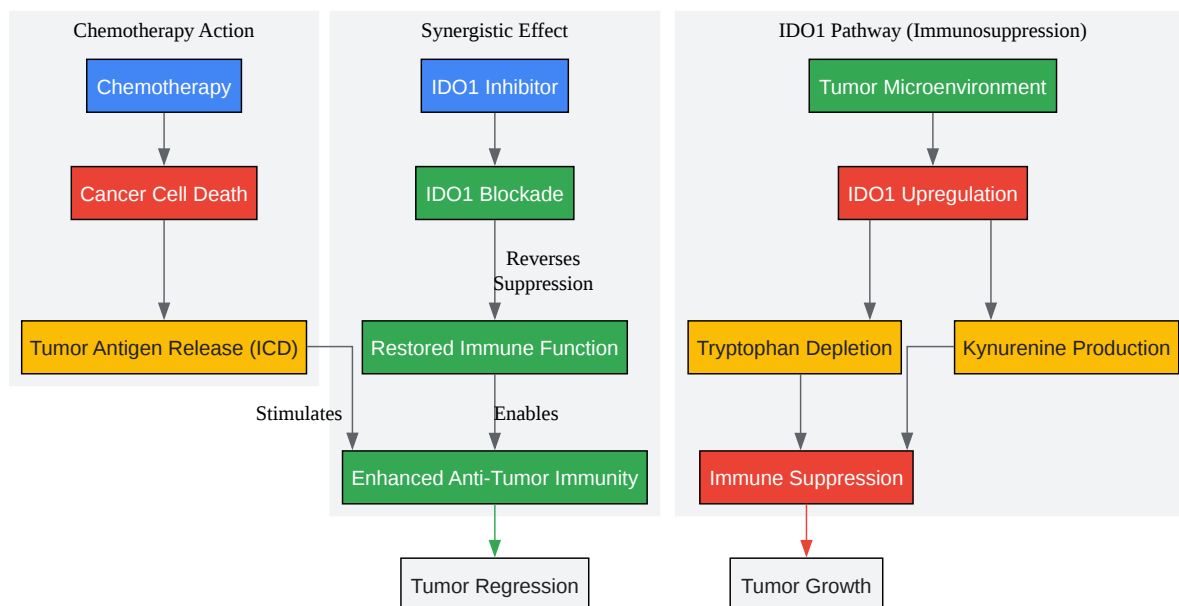 Chemotherapy Action
Synergistic Effect
IDO1 Pathway (Immunosuppression)
Chemotherapy
IDO1 Inhibitor
Tumor Microenvironment
Cancer Cell Death
IDO1 Blockade
IDO1 Upregulation
Reverses
Suppression
Tumor Antigen Release (ICD)
Restored Immune Function
Tryptophan Depletion
Kynurenine Production
Stimulates
Enables
Enhanced Anti-Tumor Immunity
Immune Suppression
Tumor Regression
Tumor Growth